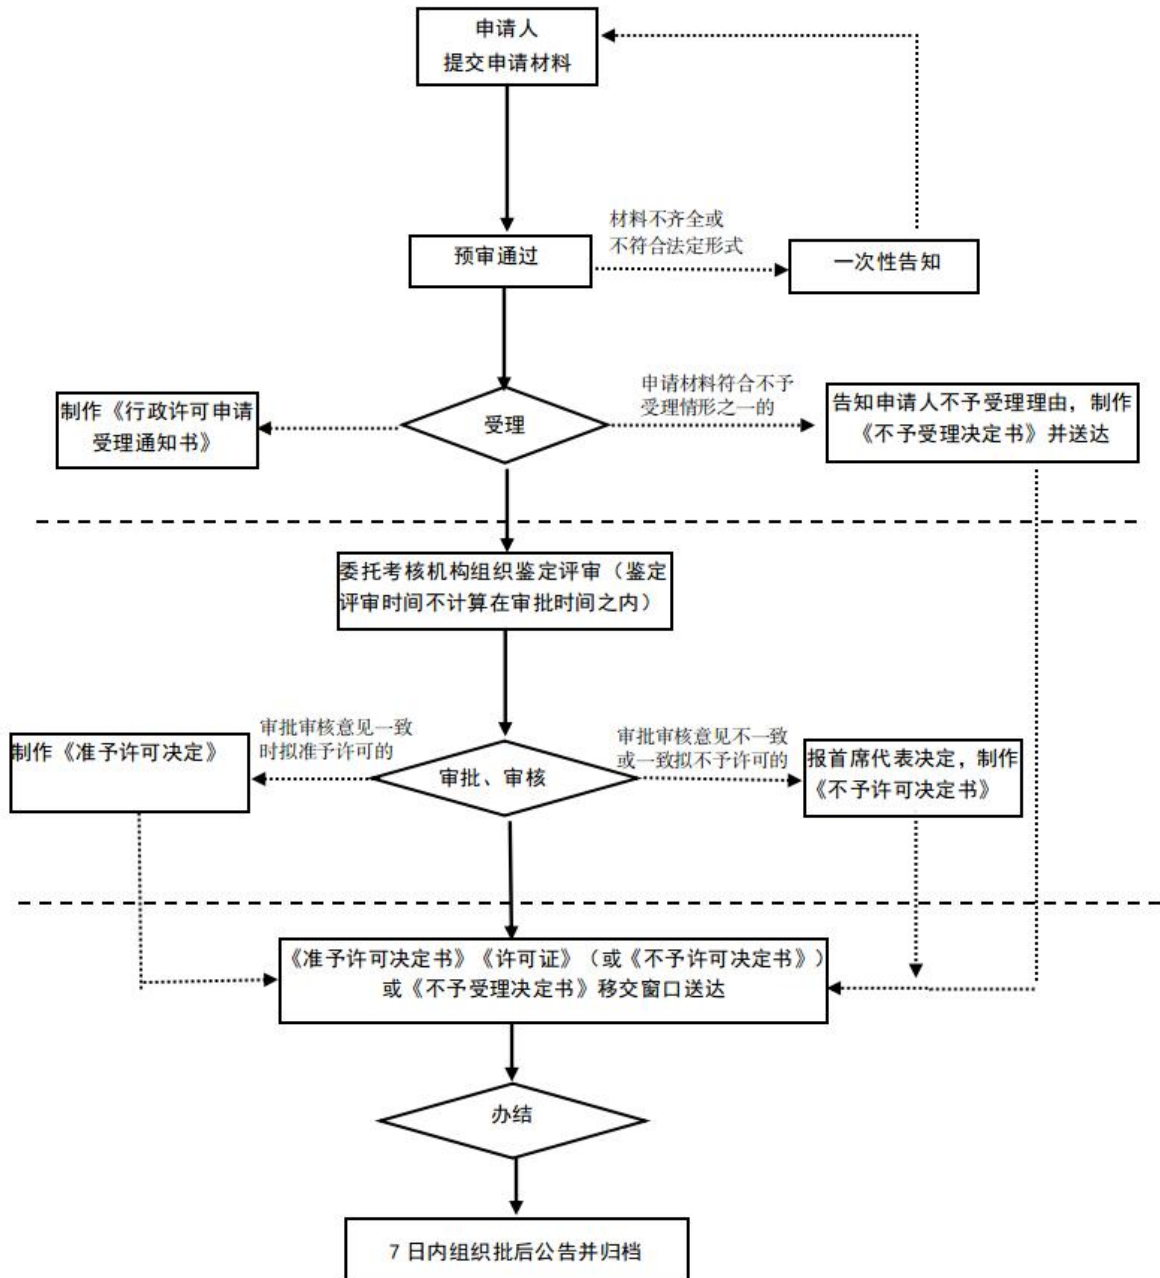 申请人
提交申请材料
材料不齐全或
不符合法定形式
预审通过
一次性告知
制作《行政许可申请
受理通知书》
受理
申请材料符合不予
受理情形之一的
告知申请人不予受理理由，制作
《不予受理决定书》并送达
委托考核机构组织鉴定评审（鉴定
评审时间不计算在审批时间之内）
制作《准予许可决定》
审批审核意见一致
时拟准予许可的
审批、审核
审批审核意见不一致
或一致拟不予许可的
报首席代表决定，制作
《不予许可决定书》
《准予许可决定书》《许可证》（或《不予许可决定书》）
或《不予受理决定书》移交窗口送达
办结
7 日内组织批后公告并归档